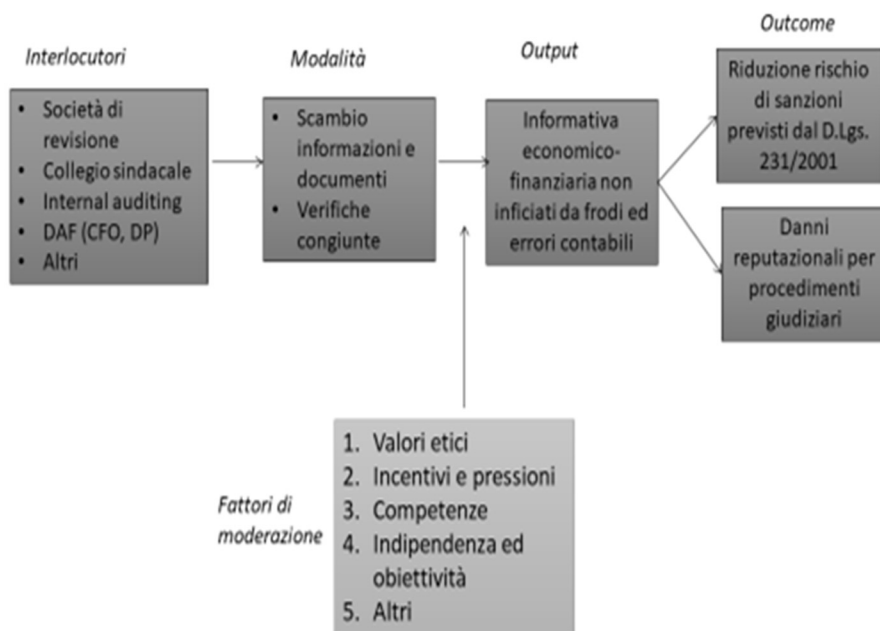 Interlocutori
• Società di
revisione
• Collegio sindacale
• Internal auditing
• DAF (CFO, DP)
• Altri
Modalità
• Scambio
informazioni e
documenti
• Verifiche
congiunte
Output
Informativa
economico-
finanziaria non
inficiati da frodi ed
errori contabili
Outcome
Riduzione rischio
di sanzioni
previsti dal D.Lgs.
231/2001
Danni
reputazionali per
procedimenti
giudiziari
Fattori di
moderazione
1. Valori etici
2. Incentivi e pressioni
3. Competenze
4. Indipendenza ed
obiettività
5. Altri